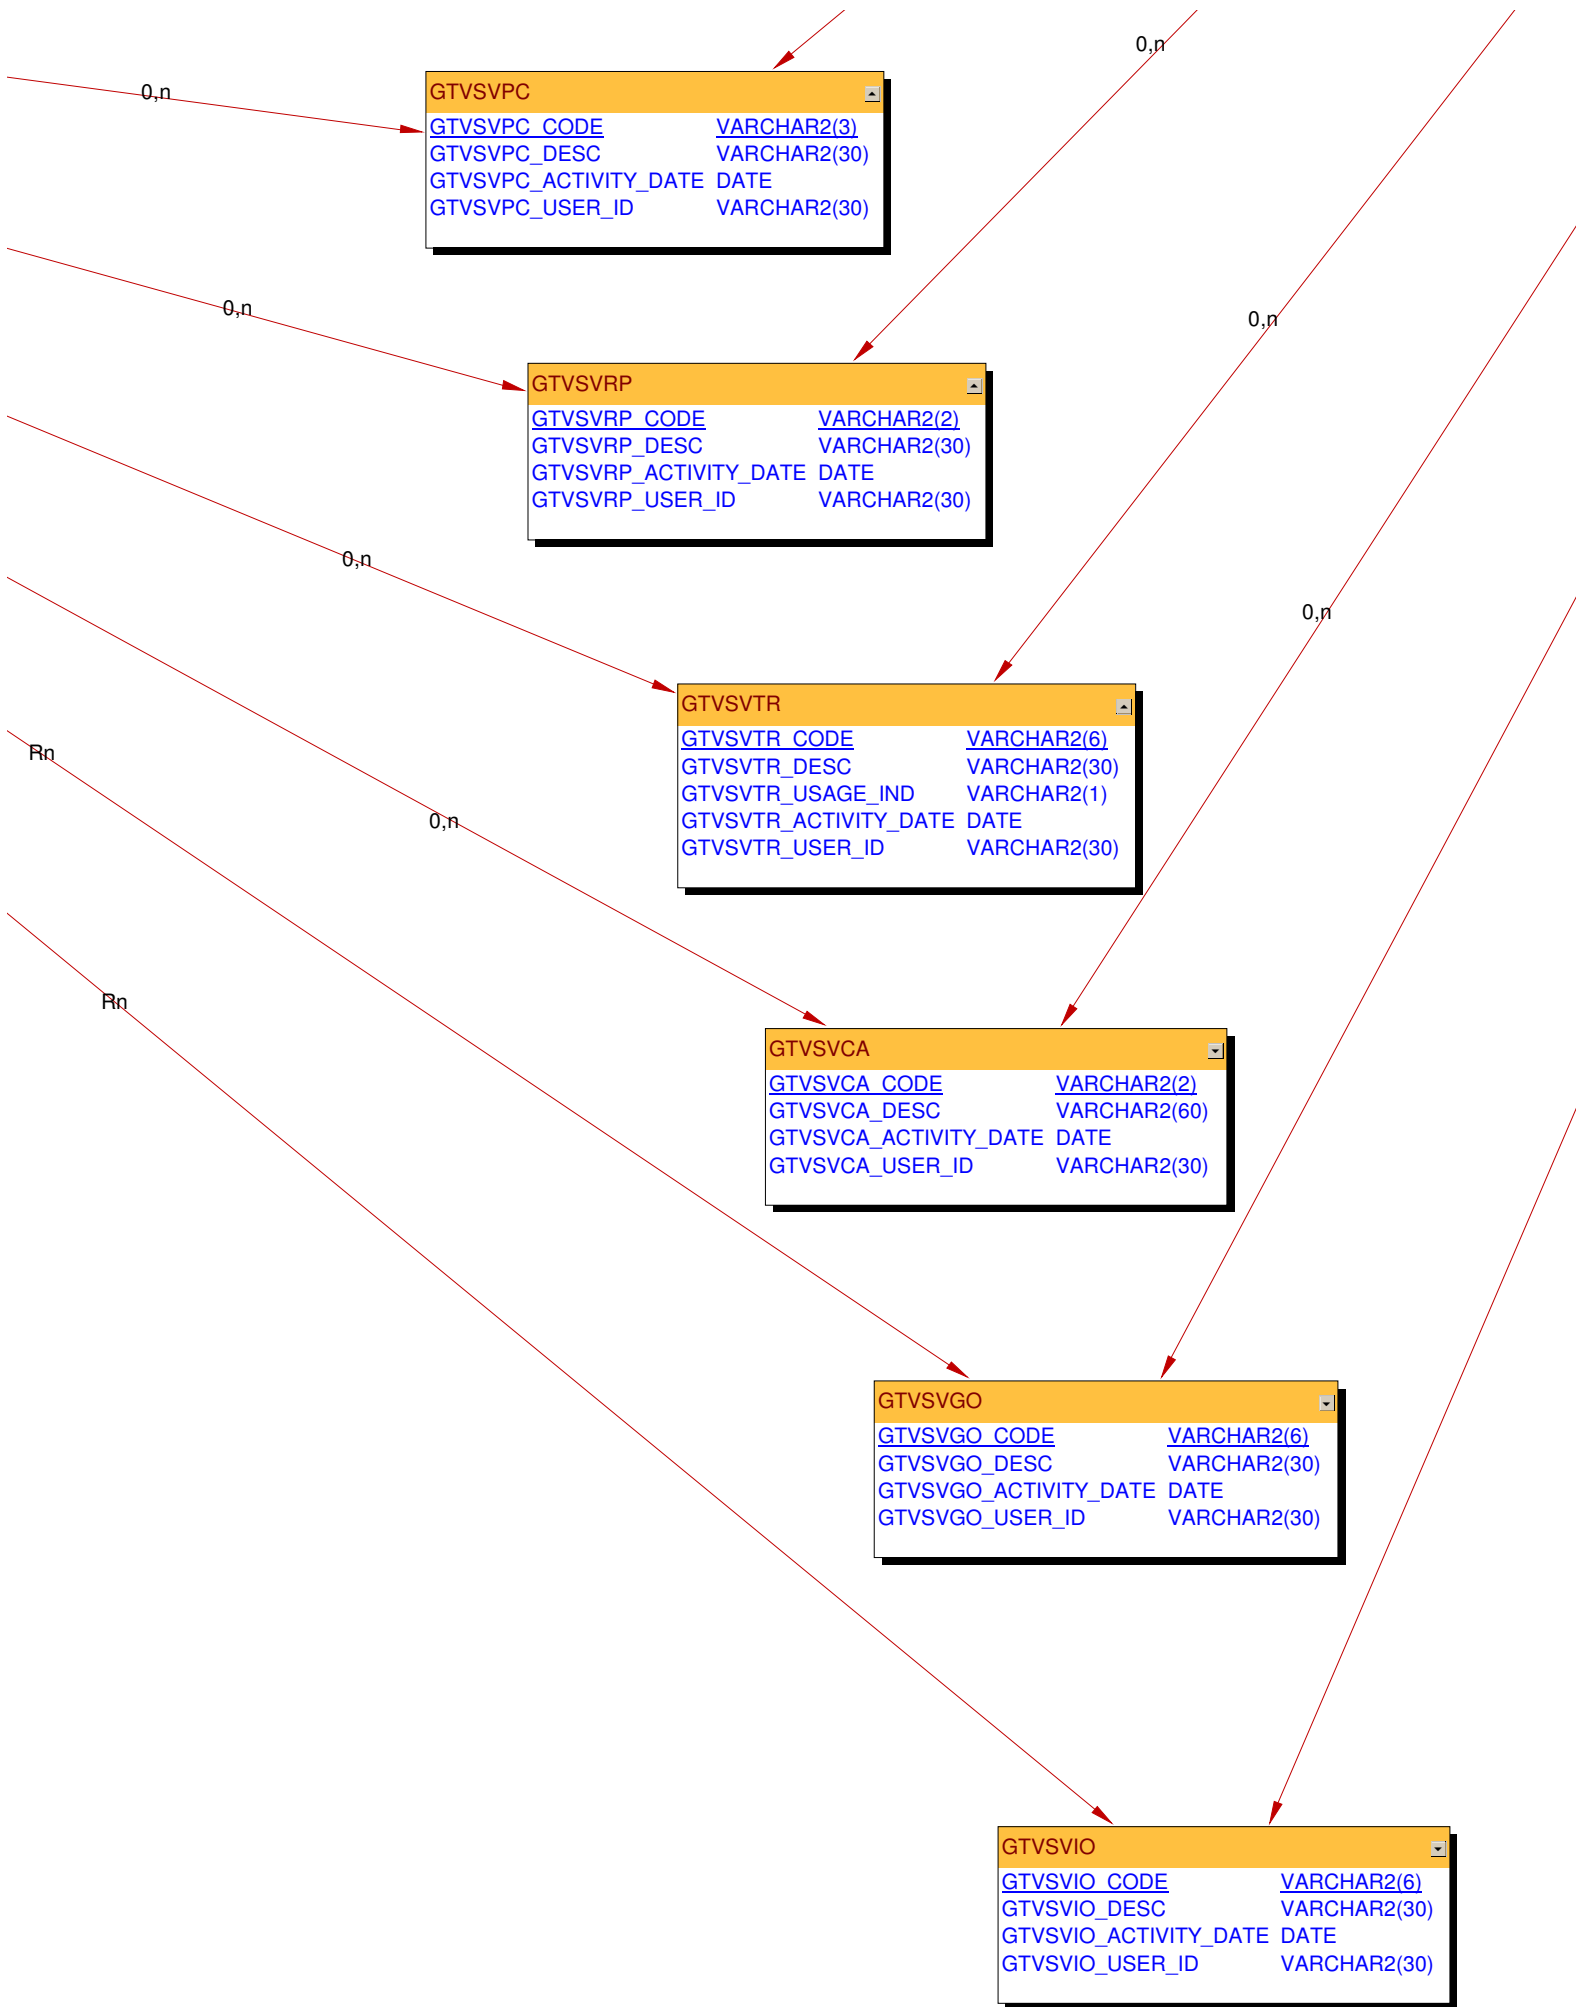 0,n
0,n
GTVSVPC
GTVSVPC_CODE VARCHAR2(3)
GTVSVPC_DESC VARCHAR2(30)
GTVSVPC_ACTIVITY_DATE DATE
GTVSVPC_USER_ID VARCHAR2(30)
0,n
0,n
GTVSVRP
GTVSVRP_CODE VARCHAR2(2)
GTVSVRP_DESC VARCHAR2(30)
GTVSVRP_ACTIVITY_DATE DATE
GTVSVRP_USER_ID VARCHAR2(30)
0,n
0,n
GTVSVTR
GTVSVTR_CODE VARCHAR2(6)
GTVSVTR_DESC VARCHAR2(30)
GTVSVTR_USAGE_IND VARCHAR2(1)
GTVSVTR_ACTIVITY_DATE DATE
GTVSVTR_USER_ID VARCHAR2(30)
Rn
0,n
Rn
GTVSVCA
GTVSVCA_CODE VARCHAR2(2)
GTVSVCA_DESC VARCHAR2(60)
GTVSVCA_ACTIVITY_DATE DATE
GTVSVCA_USER_ID VARCHAR2(30)
GTVSVGO
GTVSVGO_CODE VARCHAR2(6)
GTVSVGO_DESC VARCHAR2(30)
GTVSVGO_ACTIVITY_DATE DATE
GTVSVGO_USER_ID VARCHAR2(30)
GTVSVIO
GTVSVIO_CODE VARCHAR2(6)
GTVSVIO_DESC VARCHAR2(30)
GTVSVIO_ACTIVITY_DATE DATE
GTVSVIO_USER_ID VARCHAR2(30)